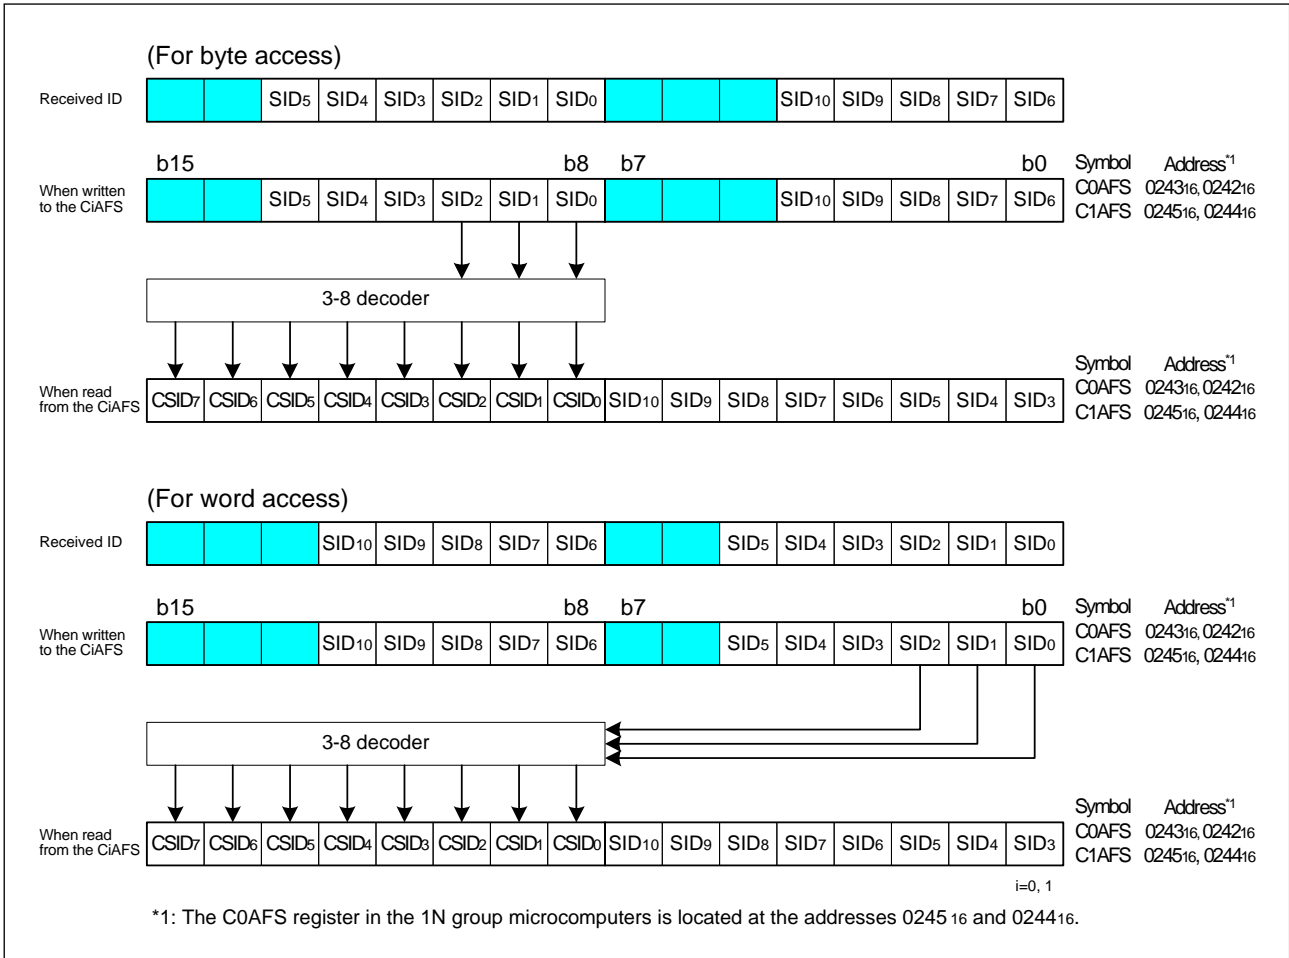 (For byte access)
Received ID SID5 SID4 SID3 SID2 SID1 SID0 SID10 SID9 SID8 SID7 SID6
b15 b8 b7 b0 Symbol Address*1
When written to the CiAFS SID5 SID4 SID3 SID2 SID1 SID0 SID10 SID9 SID8 SID7 SID6 C0AFS 024316, 024216
C1AFS 024516, 024416
3-8 decoder
Symbol Address*1
When read from the CiAFS CSID7 CSID6 CSID5 CSID4 CSID3 CSID2 CSID1 CSID0 SID10 SID9 SID8 SID7 SID6 SID5 SID4 SID3 C0AFS 024316, 024216
C1AFS 024516, 024416
(For word access)
Received ID SID10 SID9 SID8 SID7 SID6 SID5 SID4 SID3 SID2 SID1 SID0
b15 b8 b7 b0 Symbol Address*1
When written to the CiAFS SID10 SID9 SID8 SID7 SID6 SID5 SID4 SID3 SID2 SID1 SID0 C0AFS 024316, 024216
C1AFS 024516, 024416
3-8 decoder
Symbol Address*1
When read from the CiAFS CSID7 CSID6 CSID5 CSID4 CSID3 CSID2 CSID1 CSID0 SID10 SID9 SID8 SID7 SID6 SID5 SID4 SID3 C0AFS 024316, 024216
C1AFS 024516, 024416
i=0, 1
*1: The C0AFS register in the 1N group microcomputers is located at the addresses 0245 16 and 024416.